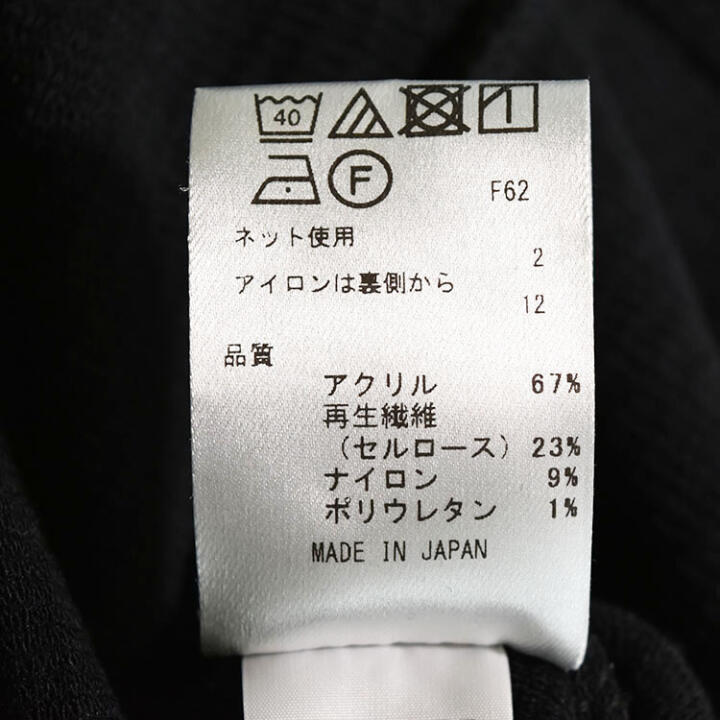 40
F F62
ネット使用
2
アイロンは裏側から
12
品質
アクリル 67%
再生繊維
（セルロース） 23%
ナイロン 9%
ポリウレタン 1%
MADE IN JAPAN